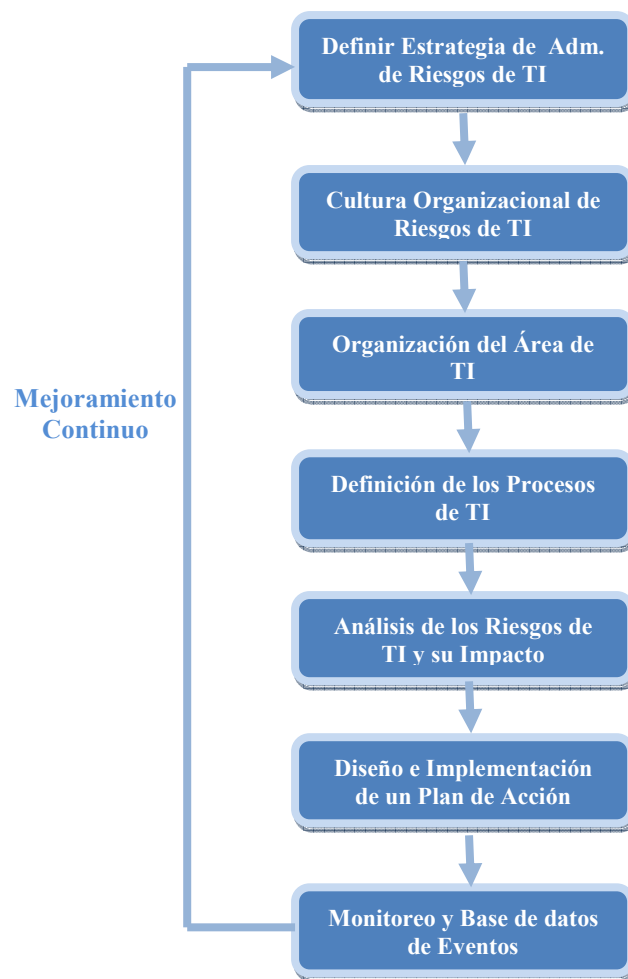 Definir Estrategia de Adm.
de Riesgos de TI
Cultura Organizacional de
Riesgos de TI
Organización del Área de
TI
Mejoramiento
Continuo
Definición de los Procesos
de TI
Análisis de los Riesgos de
TI y su Impacto
Diseño e Implementación
de un Plan de Acción
Monitoreo y Base de datos
de Eventos